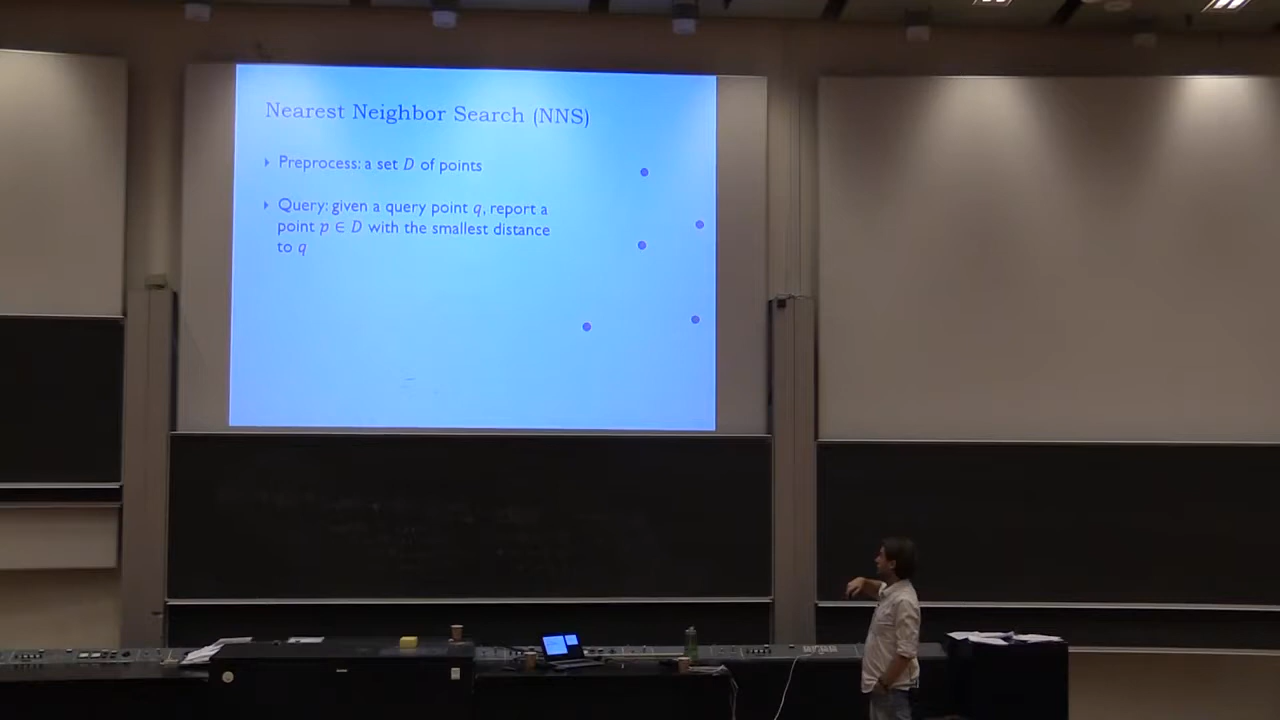 Nearest Neighbor Search (NNS)
Preprocess: a set D of points
Query: given a query point q, report a
point p ∈ D with the smallest distance
to q